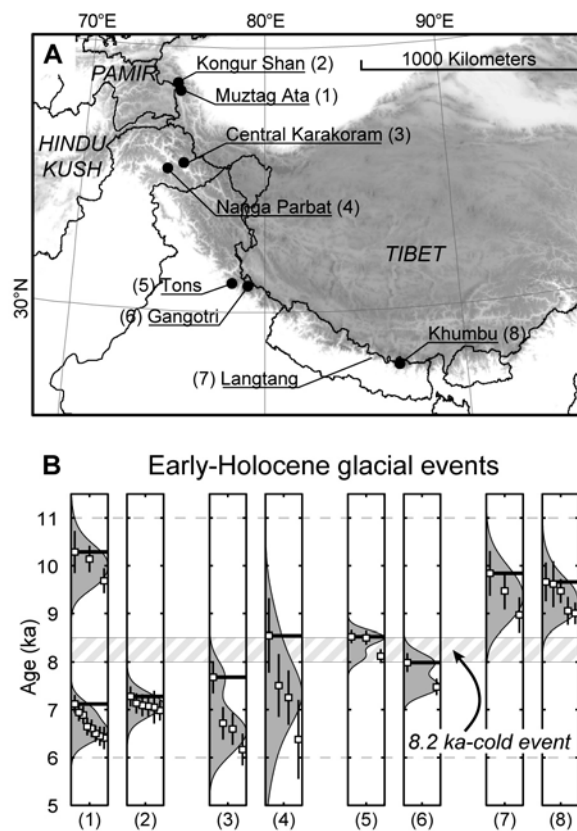 70°E
80°E
90°E
A
1000 Kilometers
PAMIR
Kongur Shan (2)
Muztag Ata (1)
HINDU
KUSH
Central Karakoram (3)
Nanga Parbat (4)
TIBET
30°N
(5) Tons
(6) Gangotri
Khumbu (8)
(7) Langtang
B Early-Holocene glacial events
11
10
9
8
7
6
5
Age (ka)
8.2 ka-cold event
(1) (2) (3) (4) (5) (6) (7) (8)